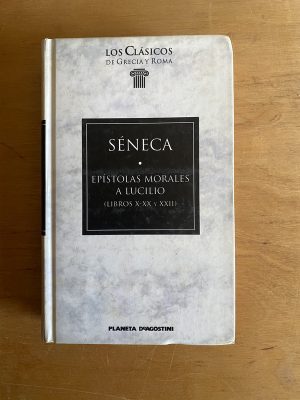 LOS CLÁSICOS
DE GRECIA Y ROMA
SÉNECA
•
EPÍSTOLAS MORALES
A LUCILIO
(LIBROS X-XX Y XXII)
PLANETA DEAGOSTINI